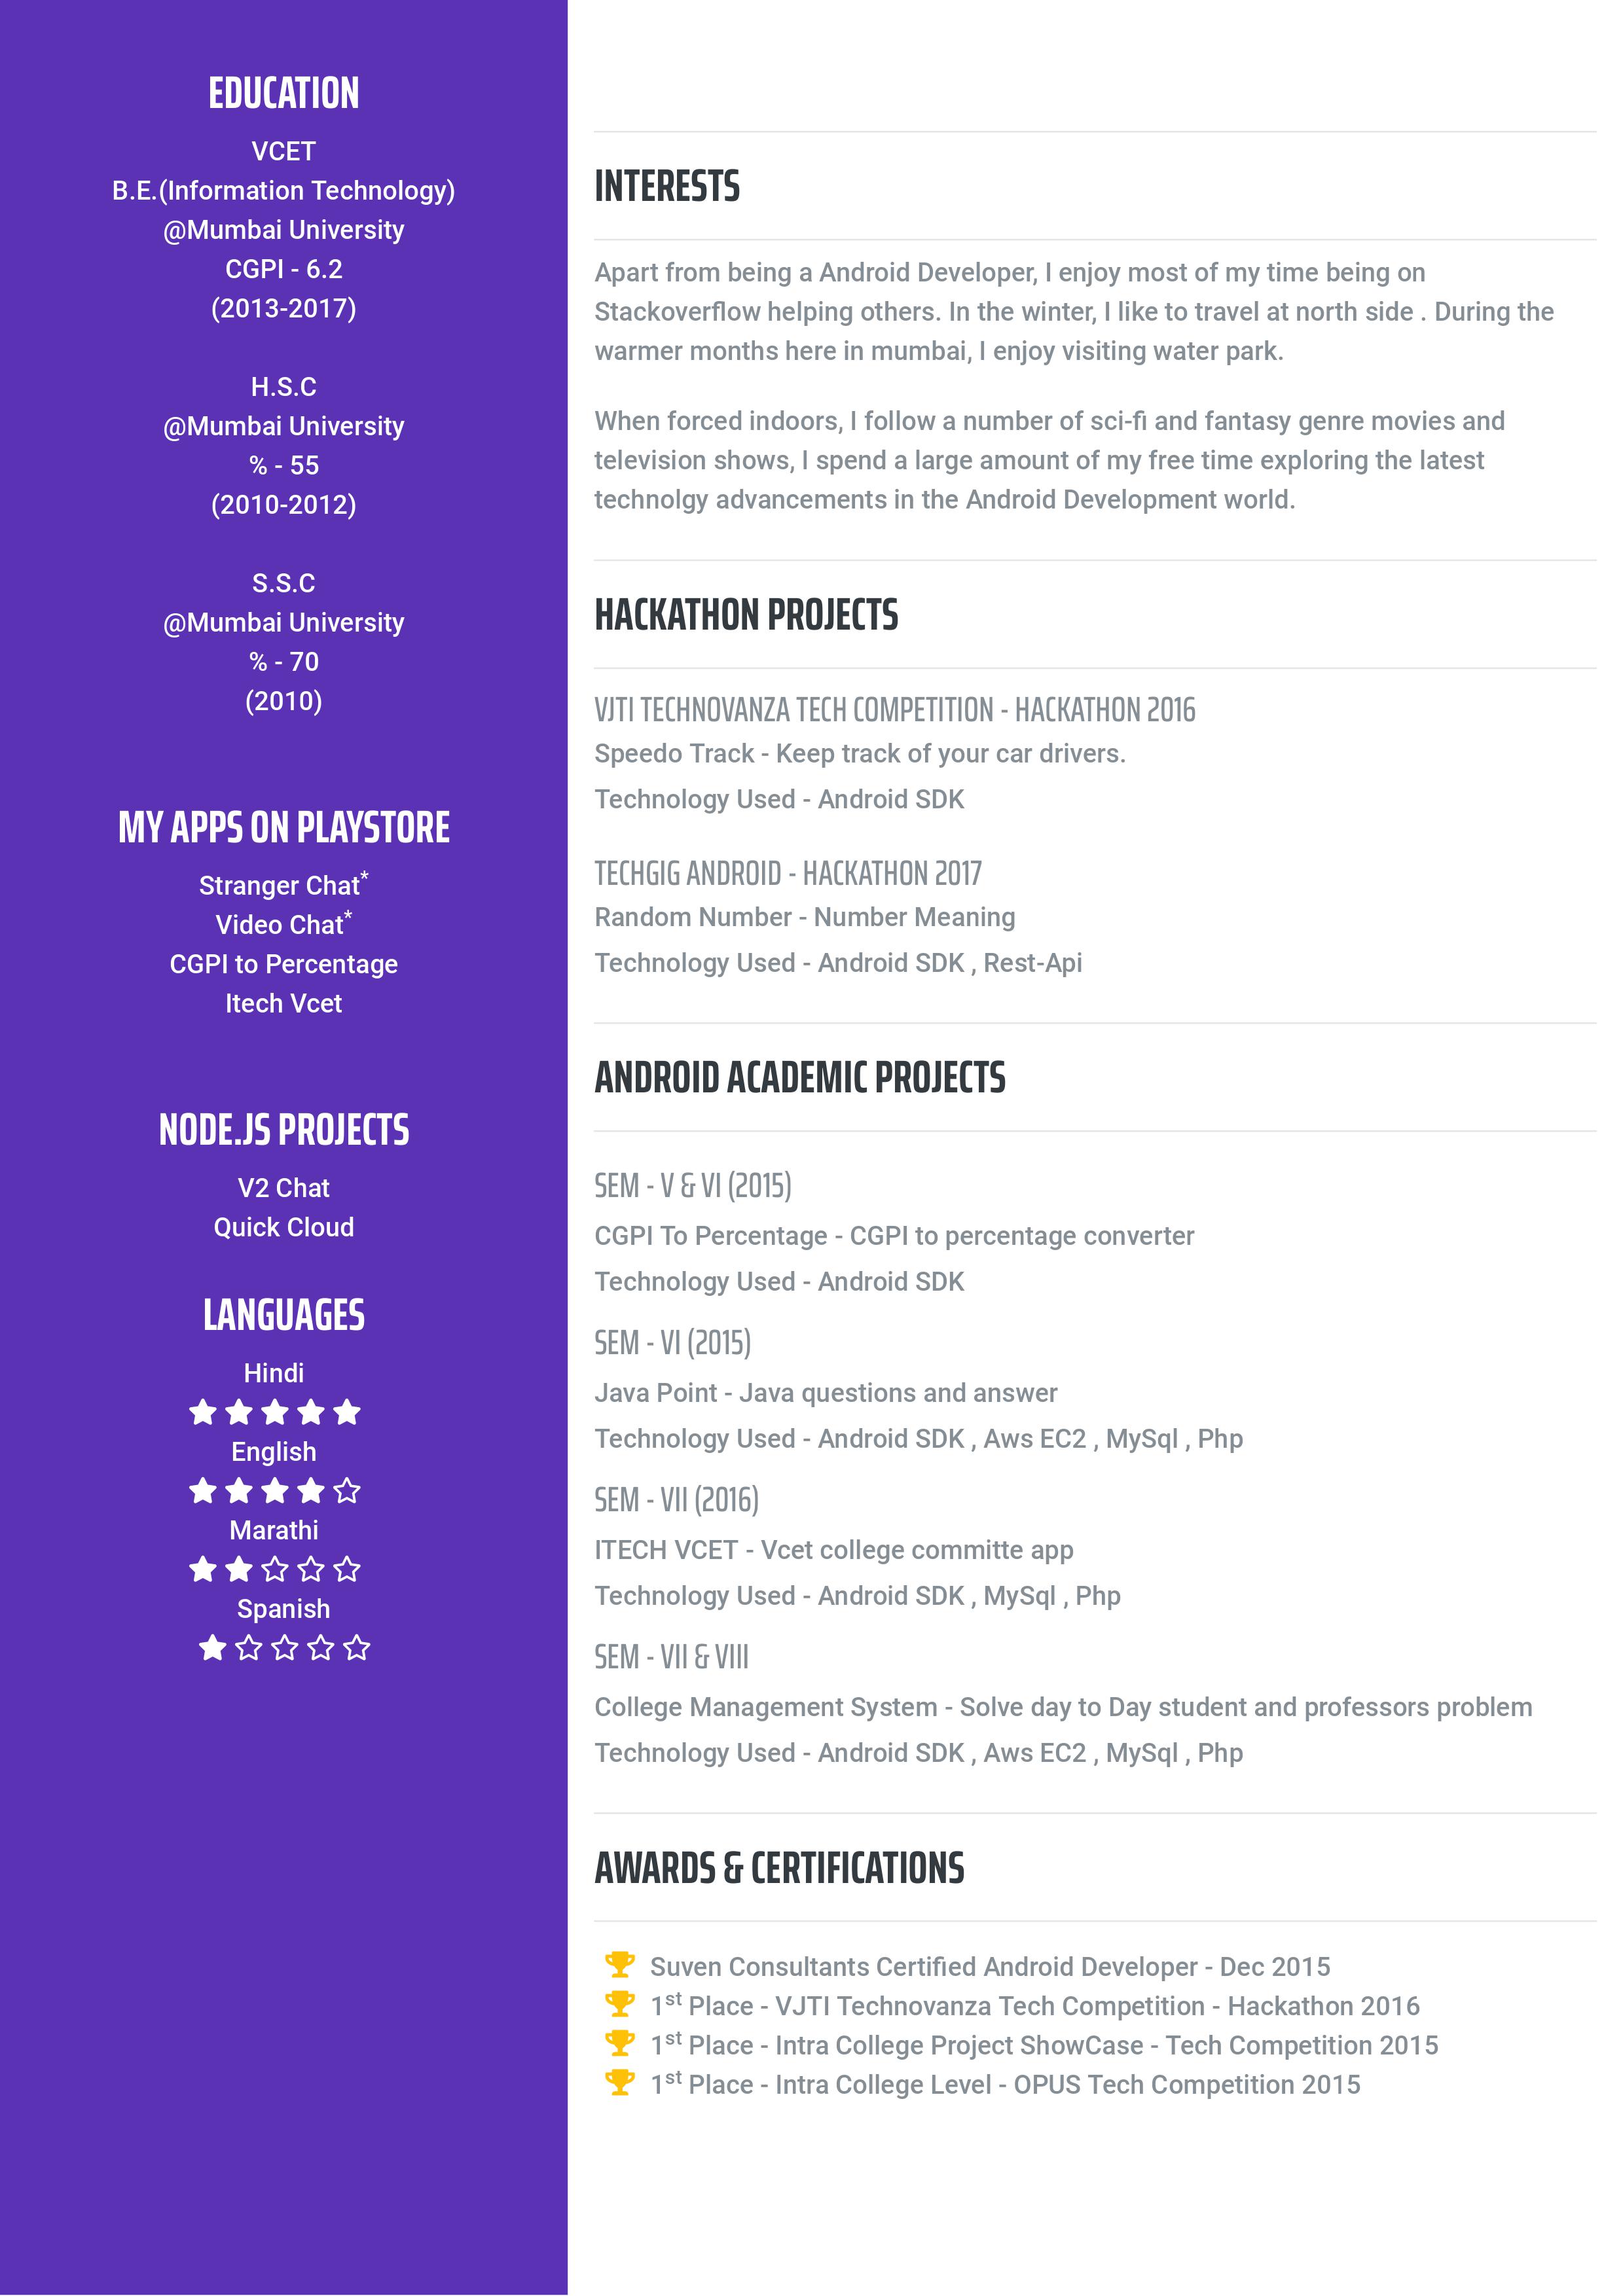 EDUCATION
VCET
B.E.(Information Technology)
@Mumbai University
CGPI - 6.2
(2013-2017)
H.S.C
@Mumbai University
% - 55
(2010-2012)
S.S.C
@Mumbai University
% - 70
(2010)
MY APPS ON PLAYSTORE
Stranger Chat*
Video Chat*
CGPI to Percentage
Itech Vcet
NODE.JS PROJECTS
V2 Chat
Quick Cloud
LANGUAGES
Hindi
English
Marathi
Spanish
INTERESTS
Apart from being a Android Developer, I enjoy most of my time being on
Stackoverflow helping others. In the winter, I like to travel at north side . During the
warmer months here in mumbai, I enjoy visiting water park.
When forced indoors, I follow a number of sci-fi and fantasy genre movies and
television shows, I spend a large amount of my free time exploring the latest
technolgy advancements in the Android Development world.
HACKATHON PROJECTS
VJTI TECHNOVANZA TECH COMPETITION - HACKATHON 2016
Speedo Track - Keep track of your car drivers.
Technology Used - Android SDK
TECHGIG ANDROID - HACKATHON 2017
Random Number - Number Meaning
Technology Used - Android SDK , Rest-Api
ANDROID ACADEMIC PROJECTS
SEM - V & VI (2015)
CGPI To Percentage - CGPI to percentage converter
Technology Used - Android SDK
SEM - VI (2015)
Java Point - Java questions and answer
Technology Used - Android SDK , Aws EC2 , MySql , Php
SEM - VII (2016)
ITECH VCET - Vcet college committe app
Technology Used - Android SDK , MySql , Php
SEM - VII & VIII
College Management System - Solve day to Day student and professors problem
Technology Used - Android SDK , Aws EC2 , MySql , Php
AWARDS & CERTIFICATIONS
Suven Consultants Certified Android Developer - Dec 2015
1st Place - VJTI Technovanza Tech Competition - Hackathon 2016
1st Place - Intra College Project ShowCase - Tech Competition 2015
1st Place - Intra College Level - OPUS Tech Competition 2015